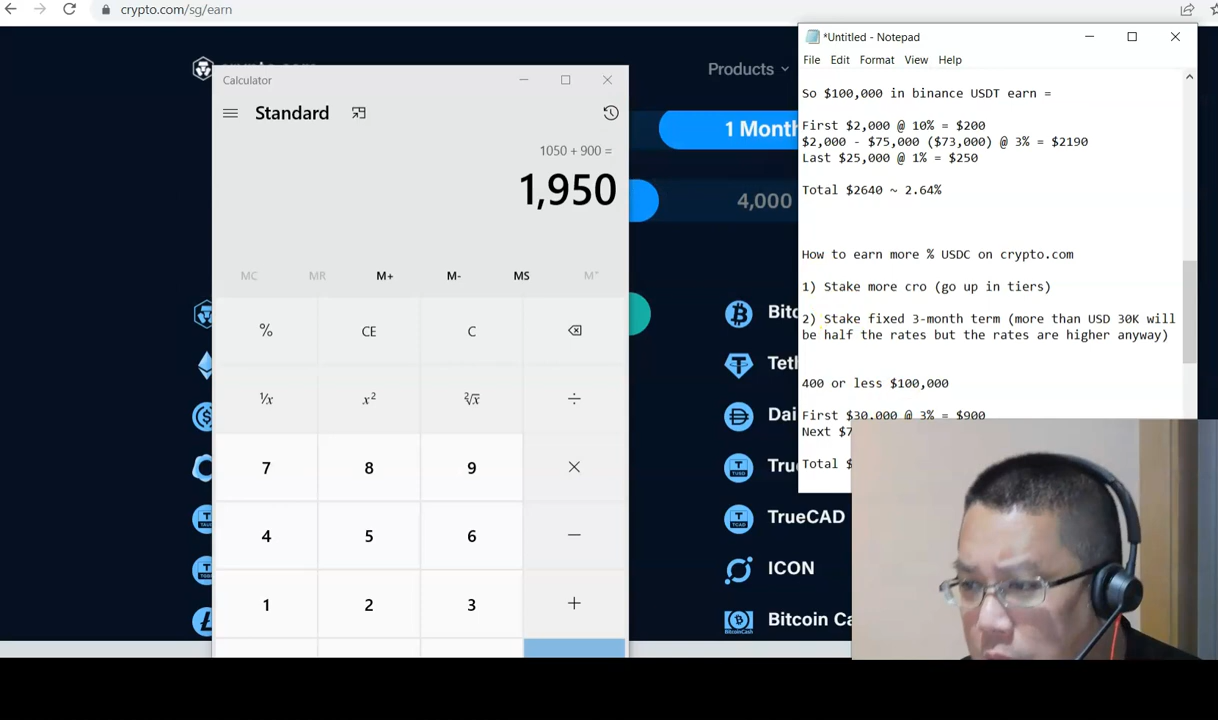 crypto.com/sg/earn
Products
1 Month
4,000
Bitc
Teth
Dai
Tru
TrueCAD
ICON
Bitcoin Ca
Calculator
Standard
1050 + 900 =
1,950
MC MR M+ M- MS M˅
% CE C
¹/x x² ²√x ÷
7 8 9 ×
4 5 6 −
1 2 3 +
*Untitled - Notepad
File Edit Format View Help
So $100,000 in binance USDT earn =
First $2,000 @ 10% = $200
$2,000 - $75,000 ($73,000) @ 3% = $2190
Last $25,000 @ 1% = $250
Total $2640 ~ 2.64%
How to earn more % USDC on crypto.com
1) Stake more cro (go up in tiers)
2) Stake fixed 3-month term (more than USD 30K will
be half the rates but the rates are higher anyway)
400 or less $100,000
First $30,000 @ 3% = $900
Next $7
Total $